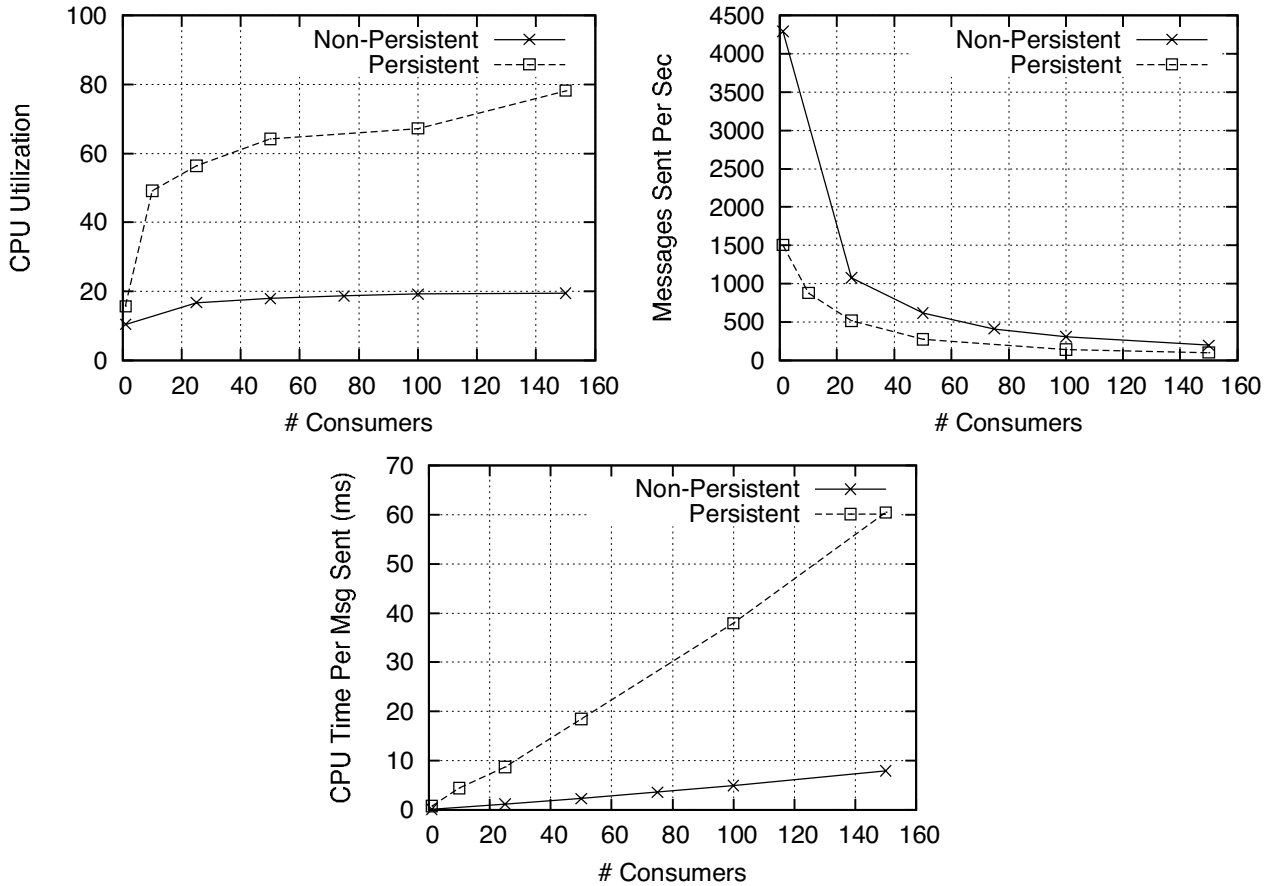 CPU Utilization
100
80
60
40
20
0
Non-Persistent
Persistent
0 20 40 60 80 100 120 140 160
# Consumers
Messages Sent Per Sec
4500
4000
3500
3000
2500
2000
1500
1000
500
0
Non-Persistent
Persistent
0 20 40 60 80 100 120 140 160
# Consumers
CPU Time Per Msg Sent (ms)
70
60
50
40
30
20
10
0
Non-Persistent
Persistent
0 20 40 60 80 100 120 140 160
# Consumers